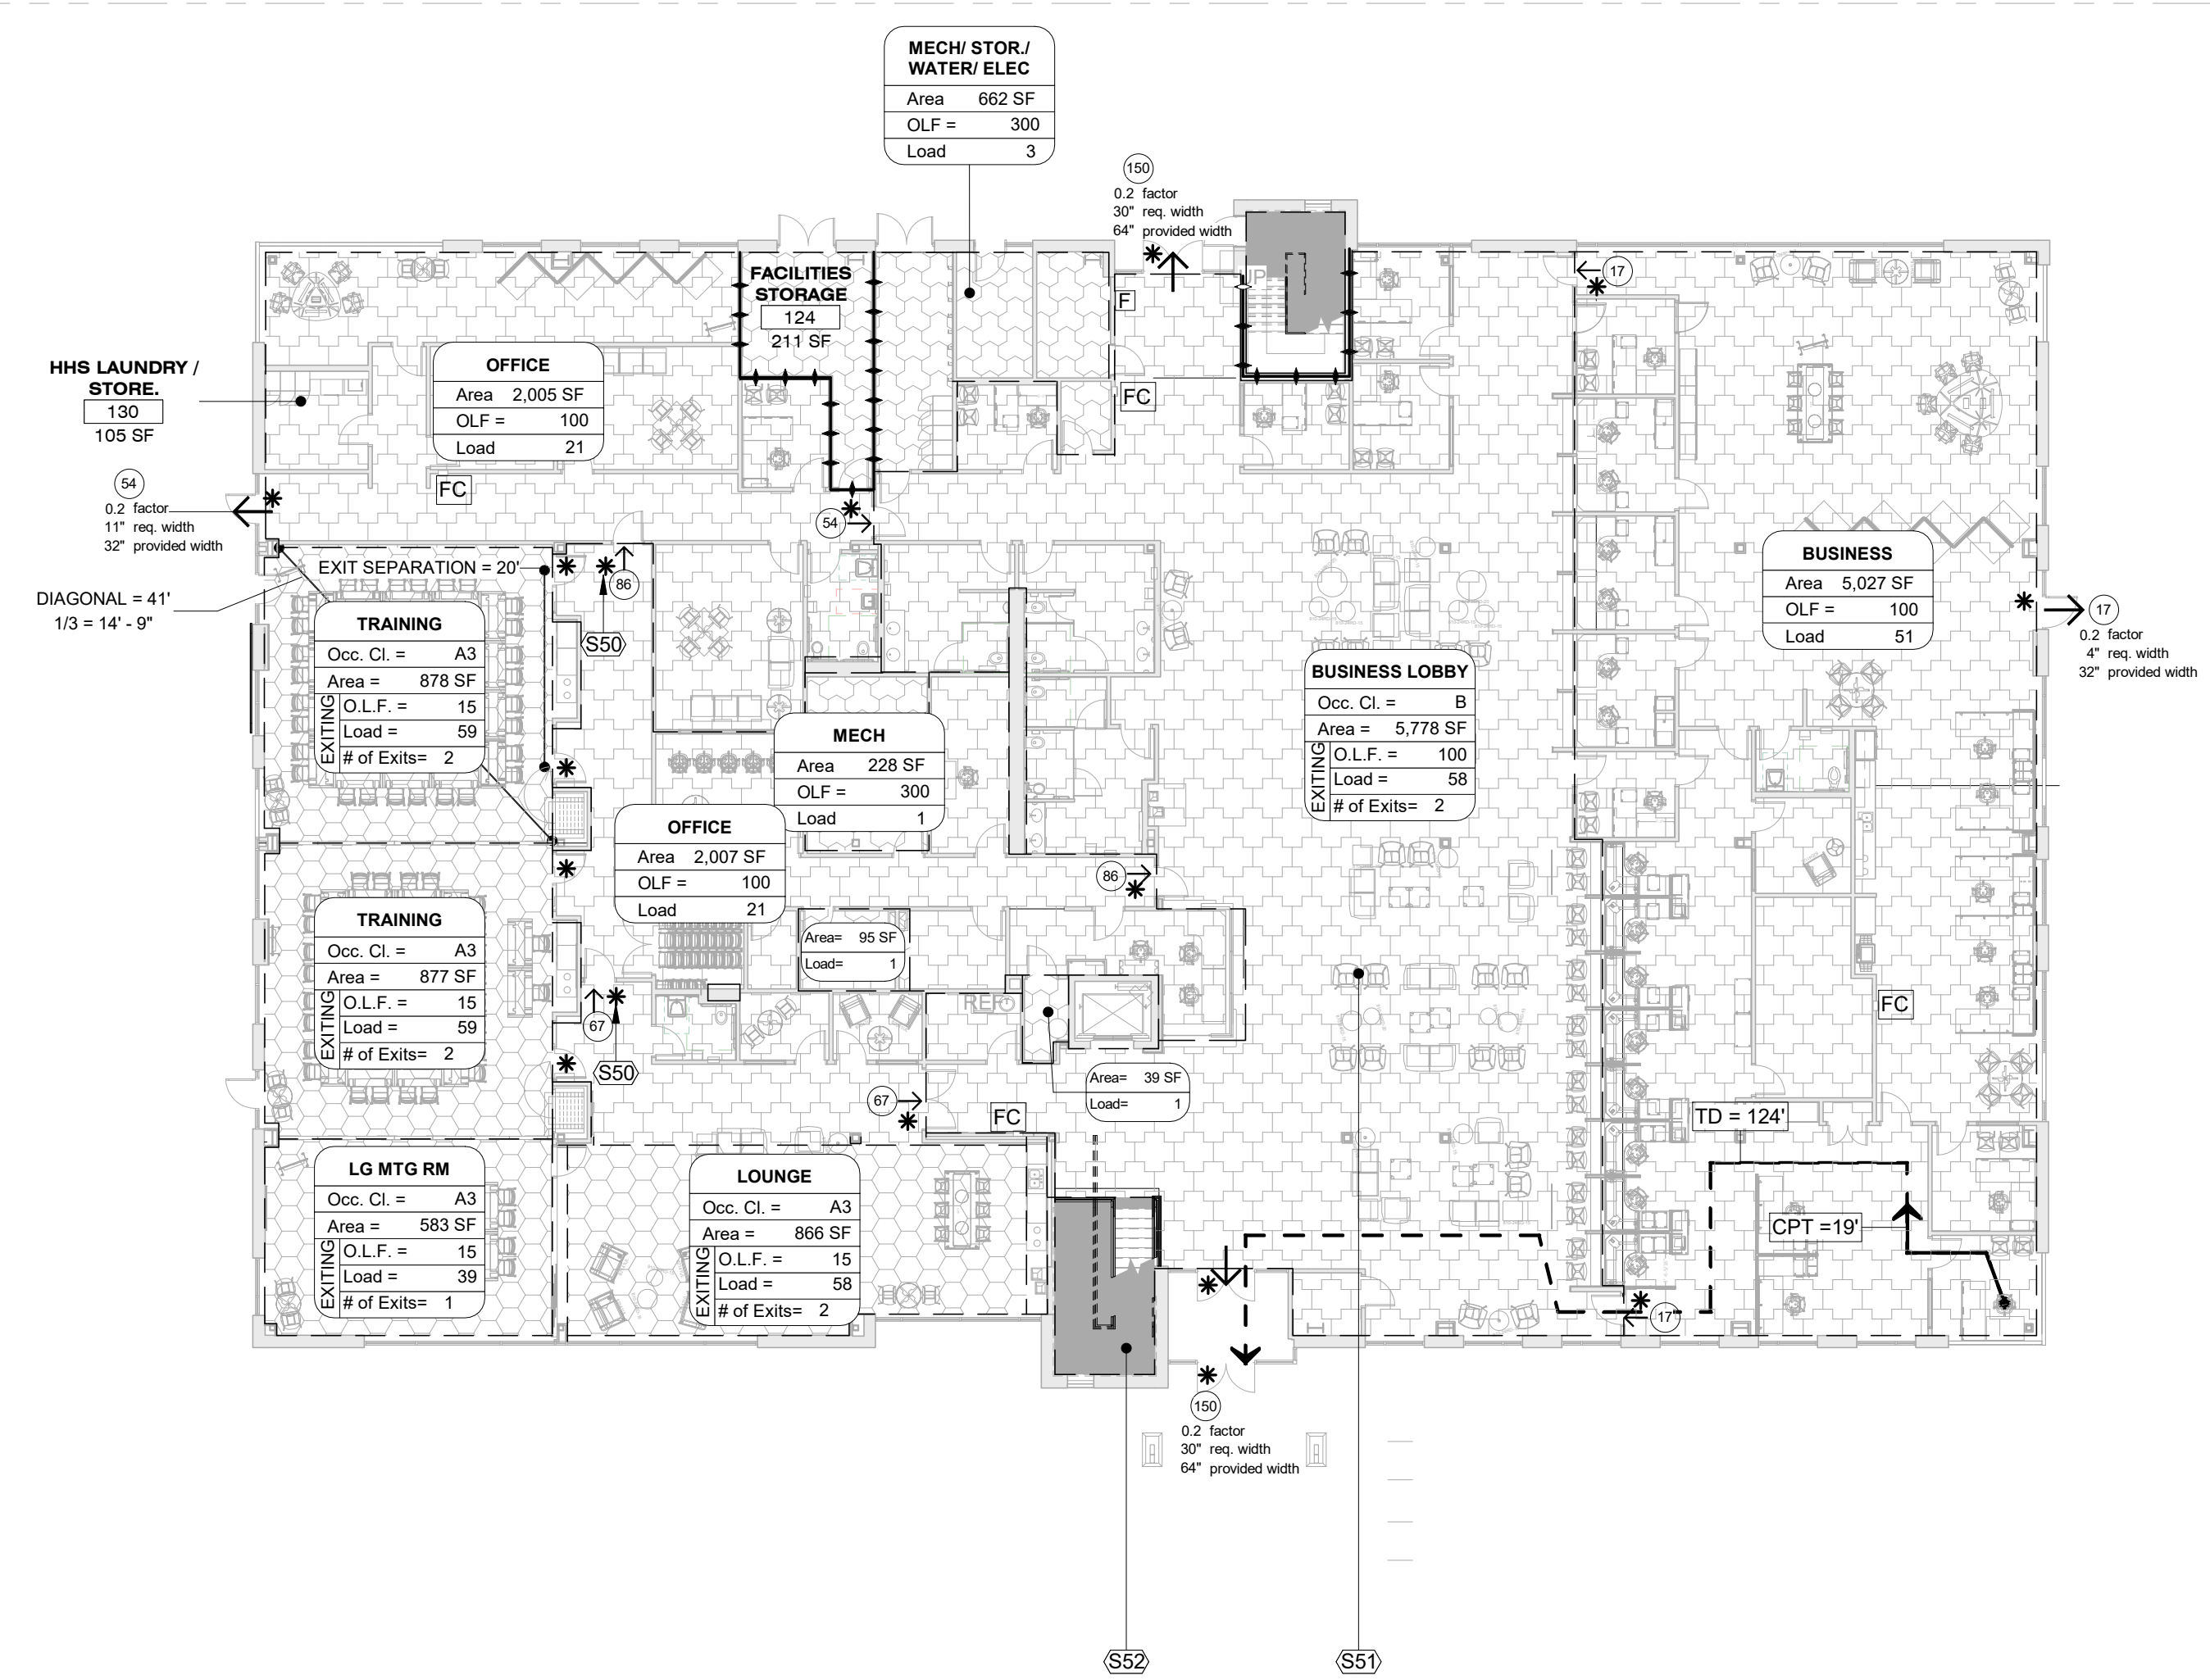 MECH/ STOR./
WATER/ ELEC
Area 662 SF
OLF = 300
Load 3
150
0.2 factor
30" req. width
64" provided width
FACILITIES
STORAGE
124
211 SF
UP
17
F
FC
HHS LAUNDRY /
STORE.
130
105 SF
OFFICE
Area 2,005 SF
OLF = 100
Load 21
54
0.2 factor
11" req. width
32" provided width
FC
54
EXIT SEPARATION = 20'
86
S50
DIAGONAL = 41'
1/3 = 14' - 9"
TRAINING
Occ. Cl. = A3
Area = 878 SF
EXITING
O.L.F. = 15
Load = 59
# of Exits= 2
BUSINESS
Area 5,027 SF
OLF = 100
Load 51
17
0.2 factor
4" req. width
32" provided width
BUSINESS LOBBY
Occ. Cl. = B
Area = 5,778 SF
EXITING
O.L.F. = 100
Load = 58
# of Exits= 2
MECH
Area 228 SF
OLF = 300
Load 1
OFFICE
Area 2,007 SF
OLF = 100
Load 21
86
TRAINING
Occ. Cl. = A3
Area = 877 SF
EXITING
O.L.F. = 15
Load = 59
# of Exits= 2
Area= 95 SF
Load= 1
67
S50
REF
FC
Area= 39 SF
Load= 1
67
FC
TD = 124'
LG MTG RM
Occ. Cl. = A3
Area = 583 SF
EXITING
O.L.F. = 15
Load = 39
# of Exits= 1
LOUNGE
Occ. Cl. = A3
Area = 866 SF
EXITING
O.L.F. = 15
Load = 58
# of Exits= 2
CPT =19'
17
150
0.2 factor
30" req. width
64" provided width
S52
S51